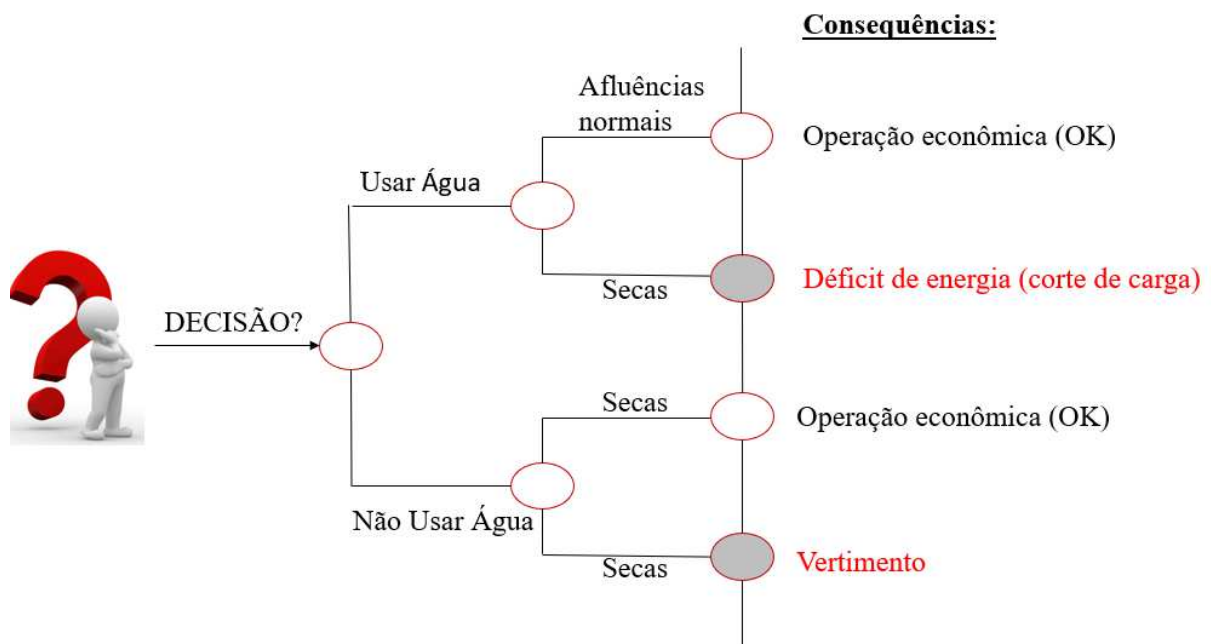 Consequências:
Afluências
normais
Operação econômica (OK)
Usar Água
Secas
Déficit de energia (corte de carga)
DECISÃO?
Secas
Operação econômica (OK)
Não Usar Água
Secas
Vertimento